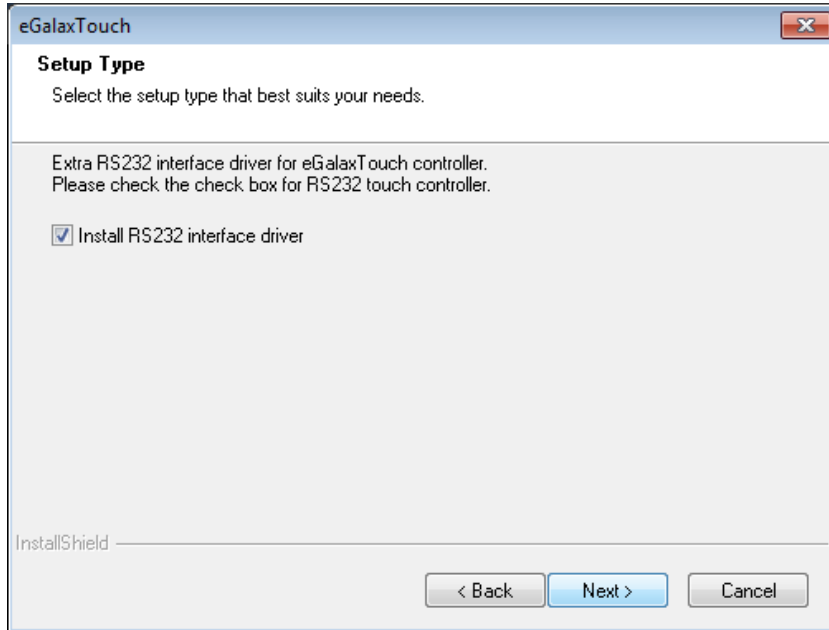 eGalaxTouch
Setup Type
Select the setup type that best suits your needs.
Extra RS232 interface driver for eGalaxTouch controller.
Please check the check box for RS232 touch controller.
Install RS232 interface driver
InstallShield
< Back Next > Cancel